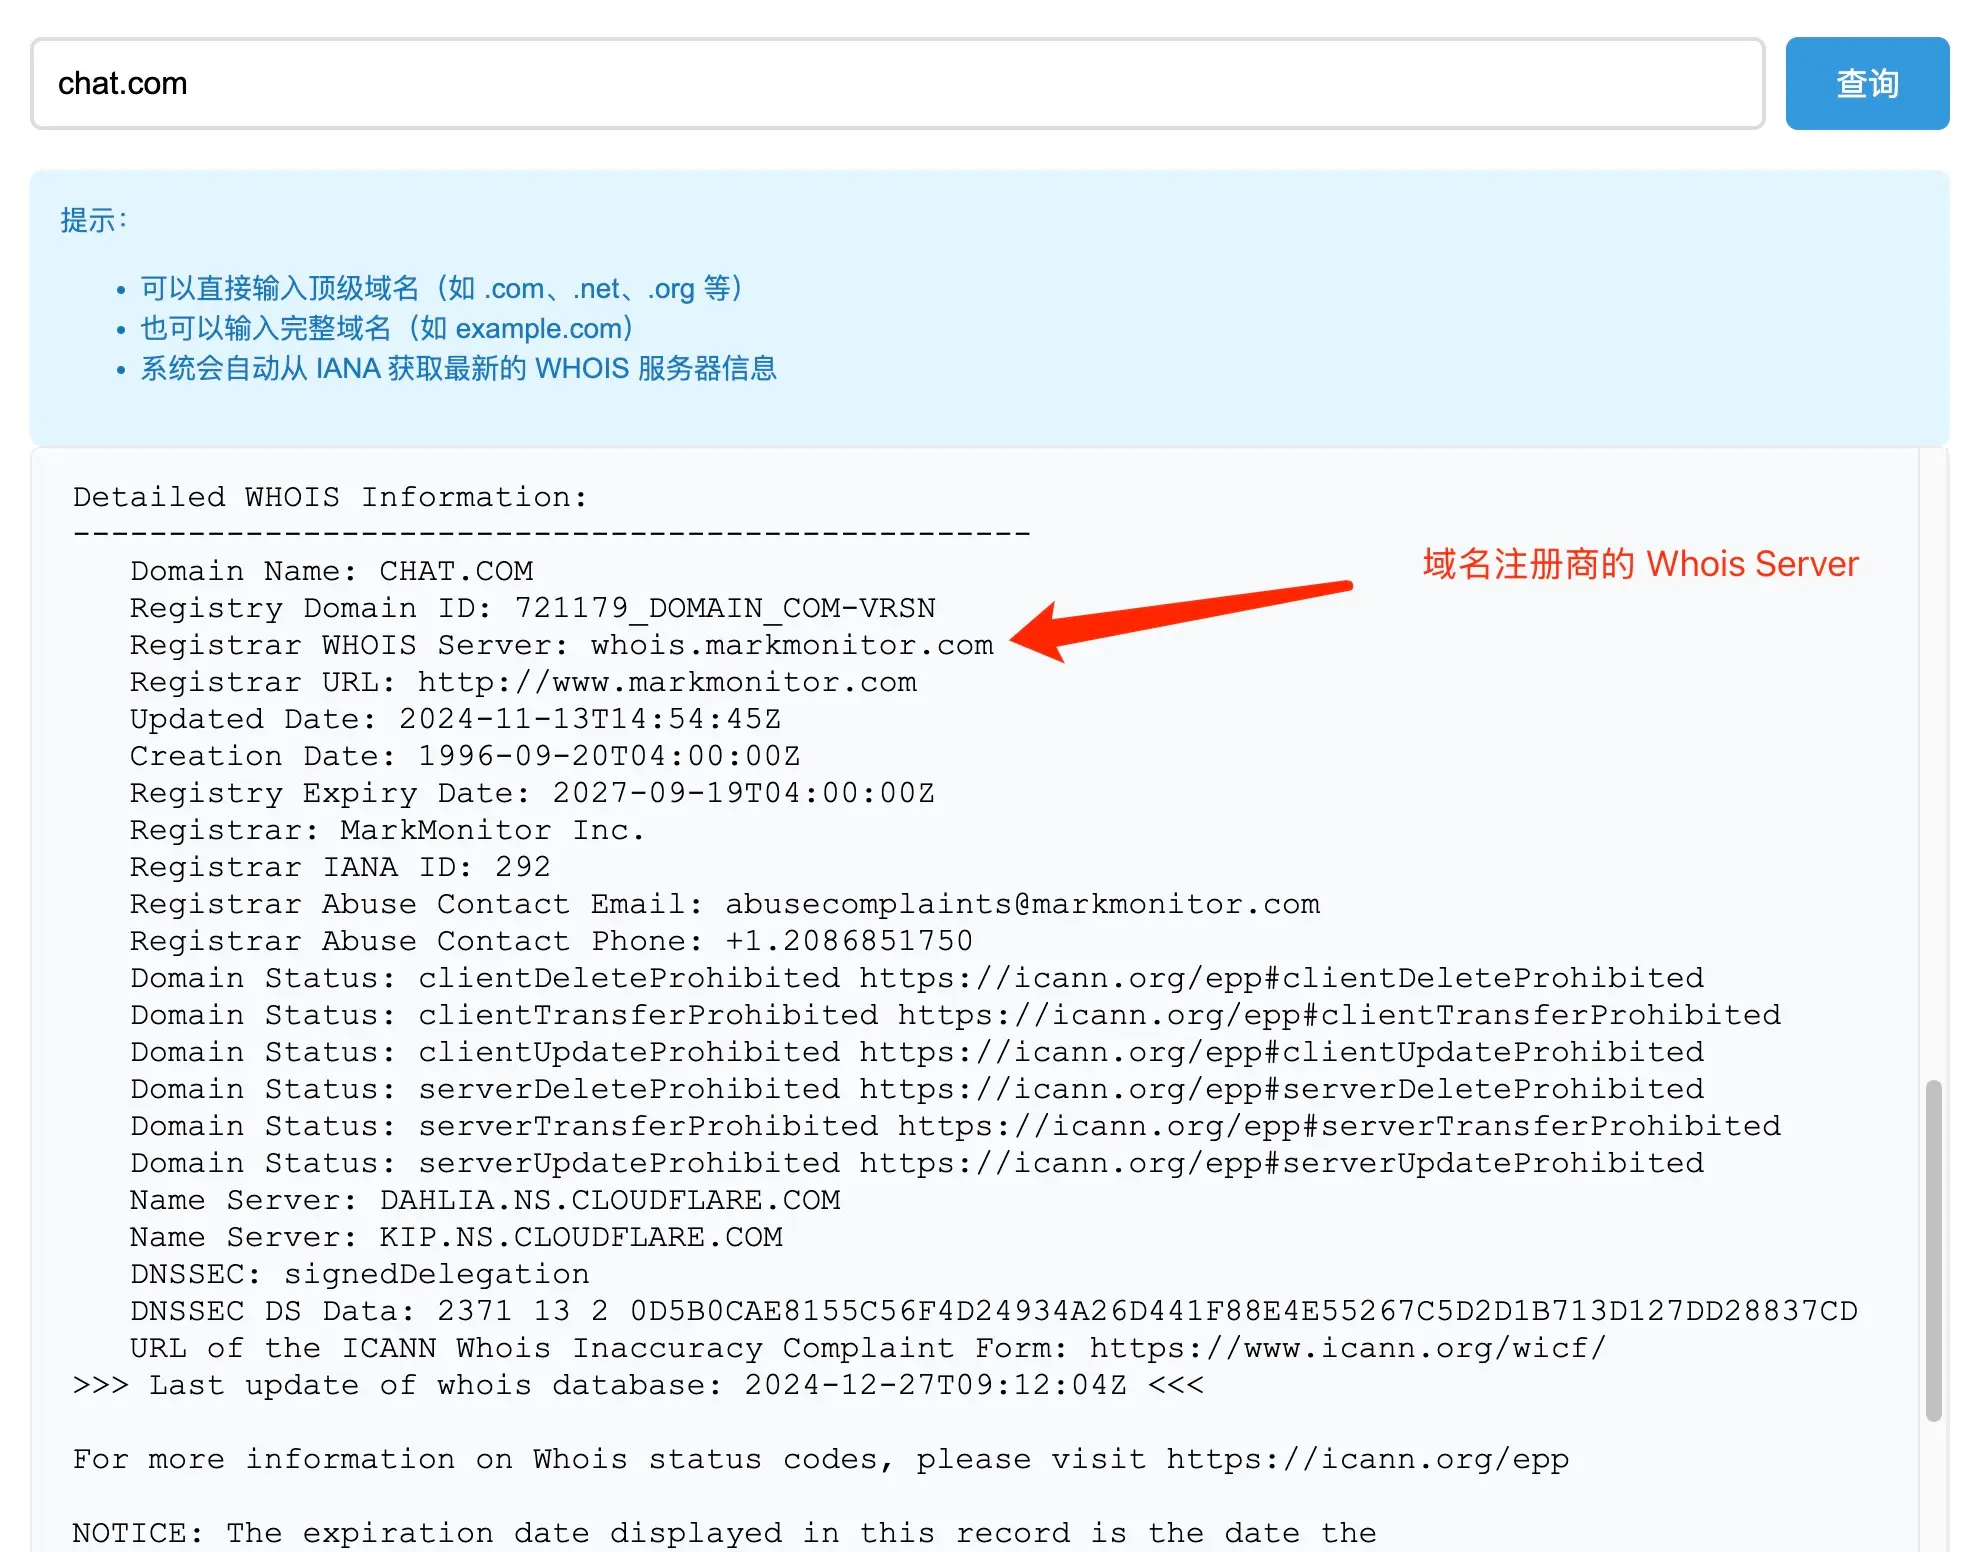 chat.com
查询
提示：
• 可以直接输入顶级域名（如 .com、.net、.org 等）
• 也可以输入完整域名（如 example.com）
• 系统会自动从 IANA 获取最新的 WHOIS 服务器信息
Detailed WHOIS Information:
--------------------------------------------------
域名注册商的 Whois Server
Domain Name: CHAT.COM
Registry Domain ID: 721179_DOMAIN_COM-VRSN
Registrar WHOIS Server: whois.markmonitor.com
Registrar URL: http://www.markmonitor.com
Updated Date: 2024-11-13T14:54:45Z
Creation Date: 1996-09-20T04:00:00Z
Registry Expiry Date: 2027-09-19T04:00:00Z
Registrar: MarkMonitor Inc.
Registrar IANA ID: 292
Registrar Abuse Contact Email: abusecomplaints@markmonitor.com
Registrar Abuse Contact Phone: +1.2086851750
Domain Status: clientDeleteProhibited https://icann.org/epp#clientDeleteProhibited
Domain Status: clientTransferProhibited https://icann.org/epp#clientTransferProhibited
Domain Status: clientUpdateProhibited https://icann.org/epp#clientUpdateProhibited
Domain Status: serverDeleteProhibited https://icann.org/epp#serverDeleteProhibited
Domain Status: serverTransferProhibited https://icann.org/epp#serverTransferProhibited
Domain Status: serverUpdateProhibited https://icann.org/epp#serverUpdateProhibited
Name Server: DAHLIA.NS.CLOUDFLARE.COM
Name Server: KIP.NS.CLOUDFLARE.COM
DNSSEC: signedDelegation
DNSSEC DS Data: 2371 13 2 0D5B0CAE8155C56F4D24934A26D441F88E4E55267C5D2D1B713D127DD28837CD
URL of the ICANN Whois Inaccuracy Complaint Form: https://www.icann.org/wicf/
>>> Last update of whois database: 2024-12-27T09:12:04Z <<<
For more information on Whois status codes, please visit https://icann.org/epp
NOTICE: The expiration date displayed in this record is the date the